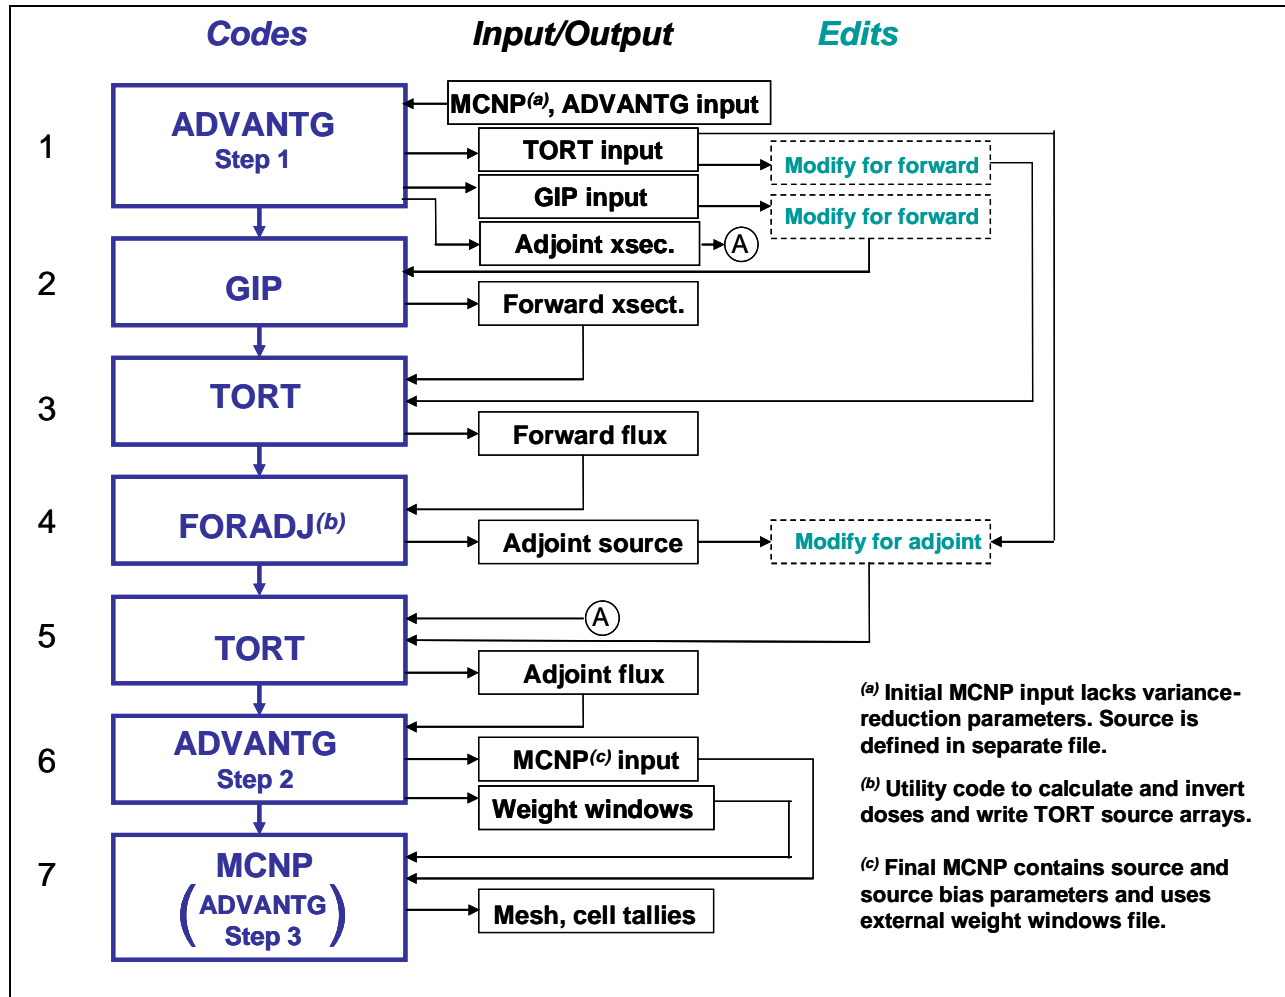 Codes
Input/Output
Edits
1
ADVANTG
Step 1
MCNP(a), ADVANTG input
TORT input
Modify for forward
GIP input
Modify for forward
Adjoint xsec.
A
2
GIP
Forward xsect.
3
TORT
Forward flux
4
FORADJ(b)
Adjoint source
Modify for adjoint
5
TORT
A
Adjoint flux
6
ADVANTG
Step 2
MCNP(c) input
Weight windows
7
MCNP
(ADVANTG
Step 3)
Mesh, cell tallies
(a) Initial MCNP input lacks variance-
reduction parameters. Source is
defined in separate file.
(b) Utility code to calculate and invert
doses and write TORT source arrays.
(c) Final MCNP contains source and
source bias parameters and uses
external weight windows file.